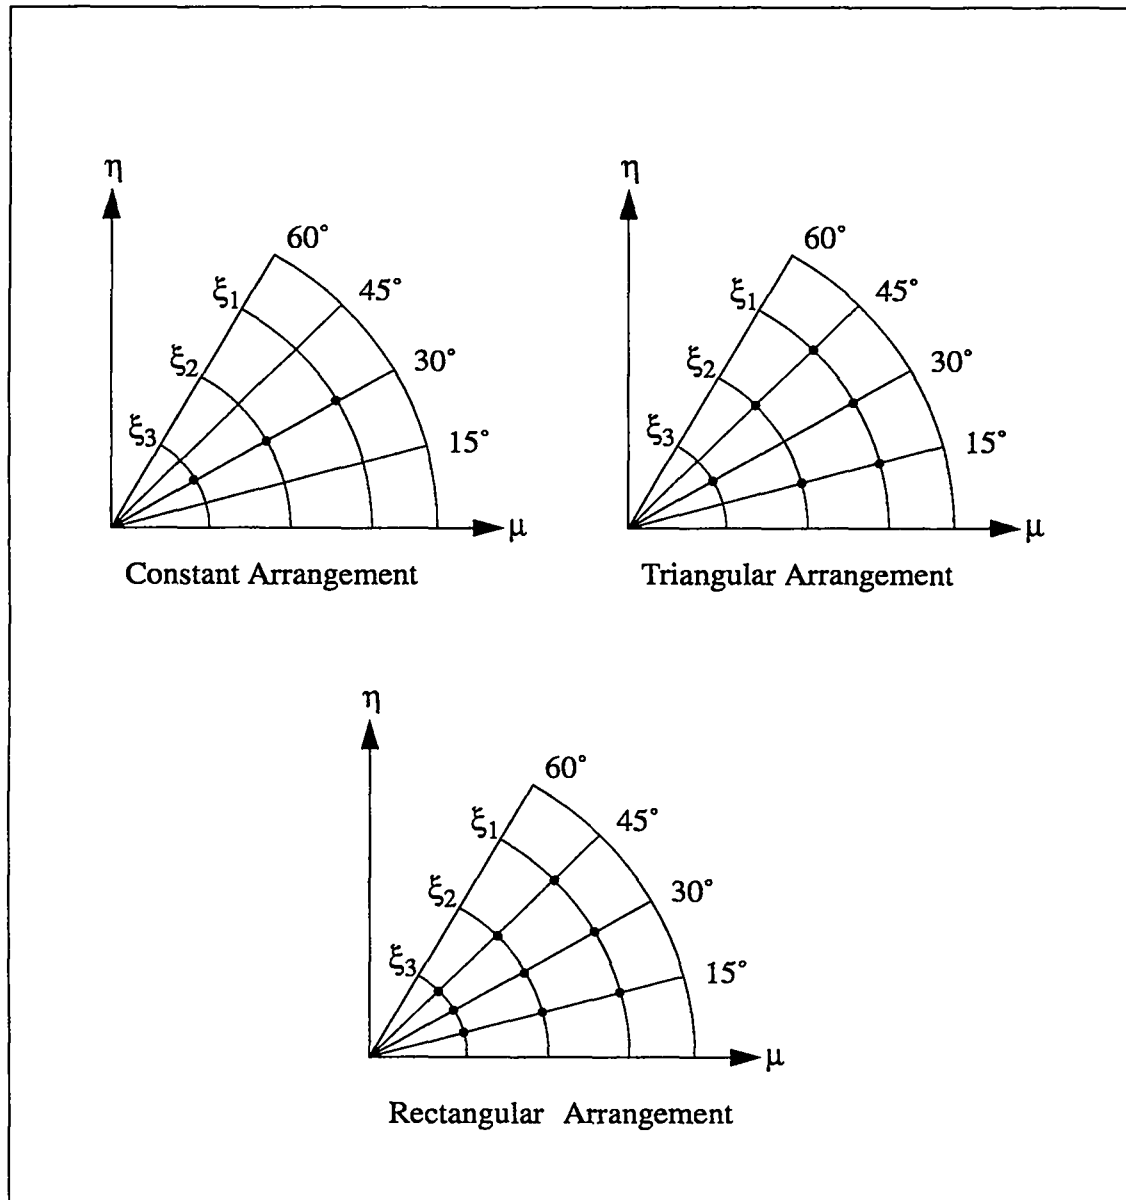 η
60°
45°
30°
15°
ξ1
ξ2
ξ3
μ
Constant Arrangement
η
60°
45°
30°
15°
ξ1
ξ2
ξ3
μ
Triangular Arrangement
η
60°
45°
30°
15°
ξ1
ξ2
ξ3
μ
Rectangular Arrangement